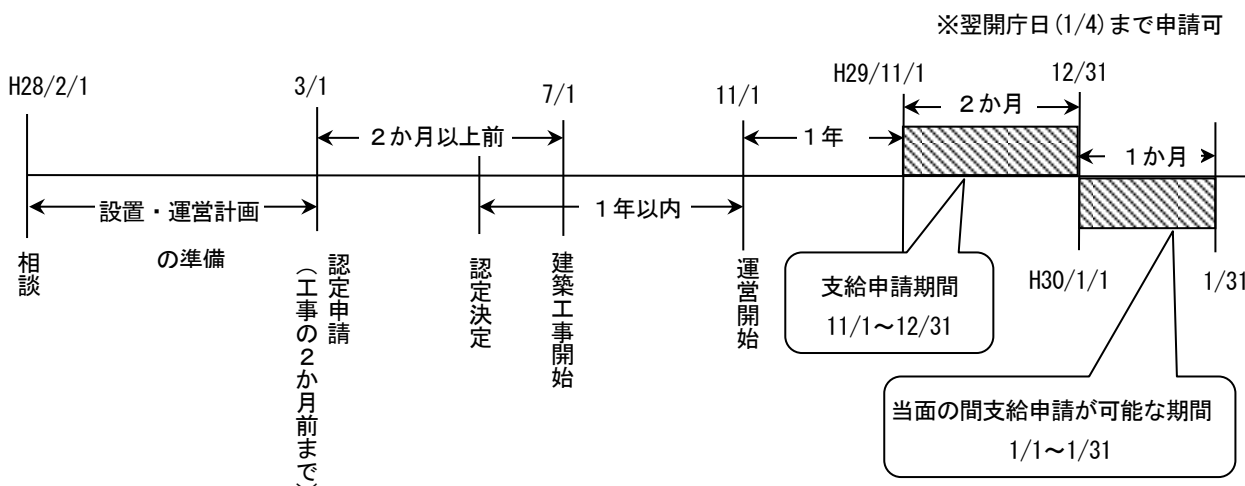 ※翌開庁日(1/4)まで申請可
H28/2/1
3/1
7/1
11/1
H29/11/1
12/31
2か月以上前
1年
2か月
1か月
設置・運営計画
の準備
1年以内
相談
認定申請
(工事の2か月前まで)
認定決定
建築工事開始
運営開始
支給申請期間
11/1～12/31
H30/1/1
1/31
当面の間支給申請が可能な期間
1/1～1/31